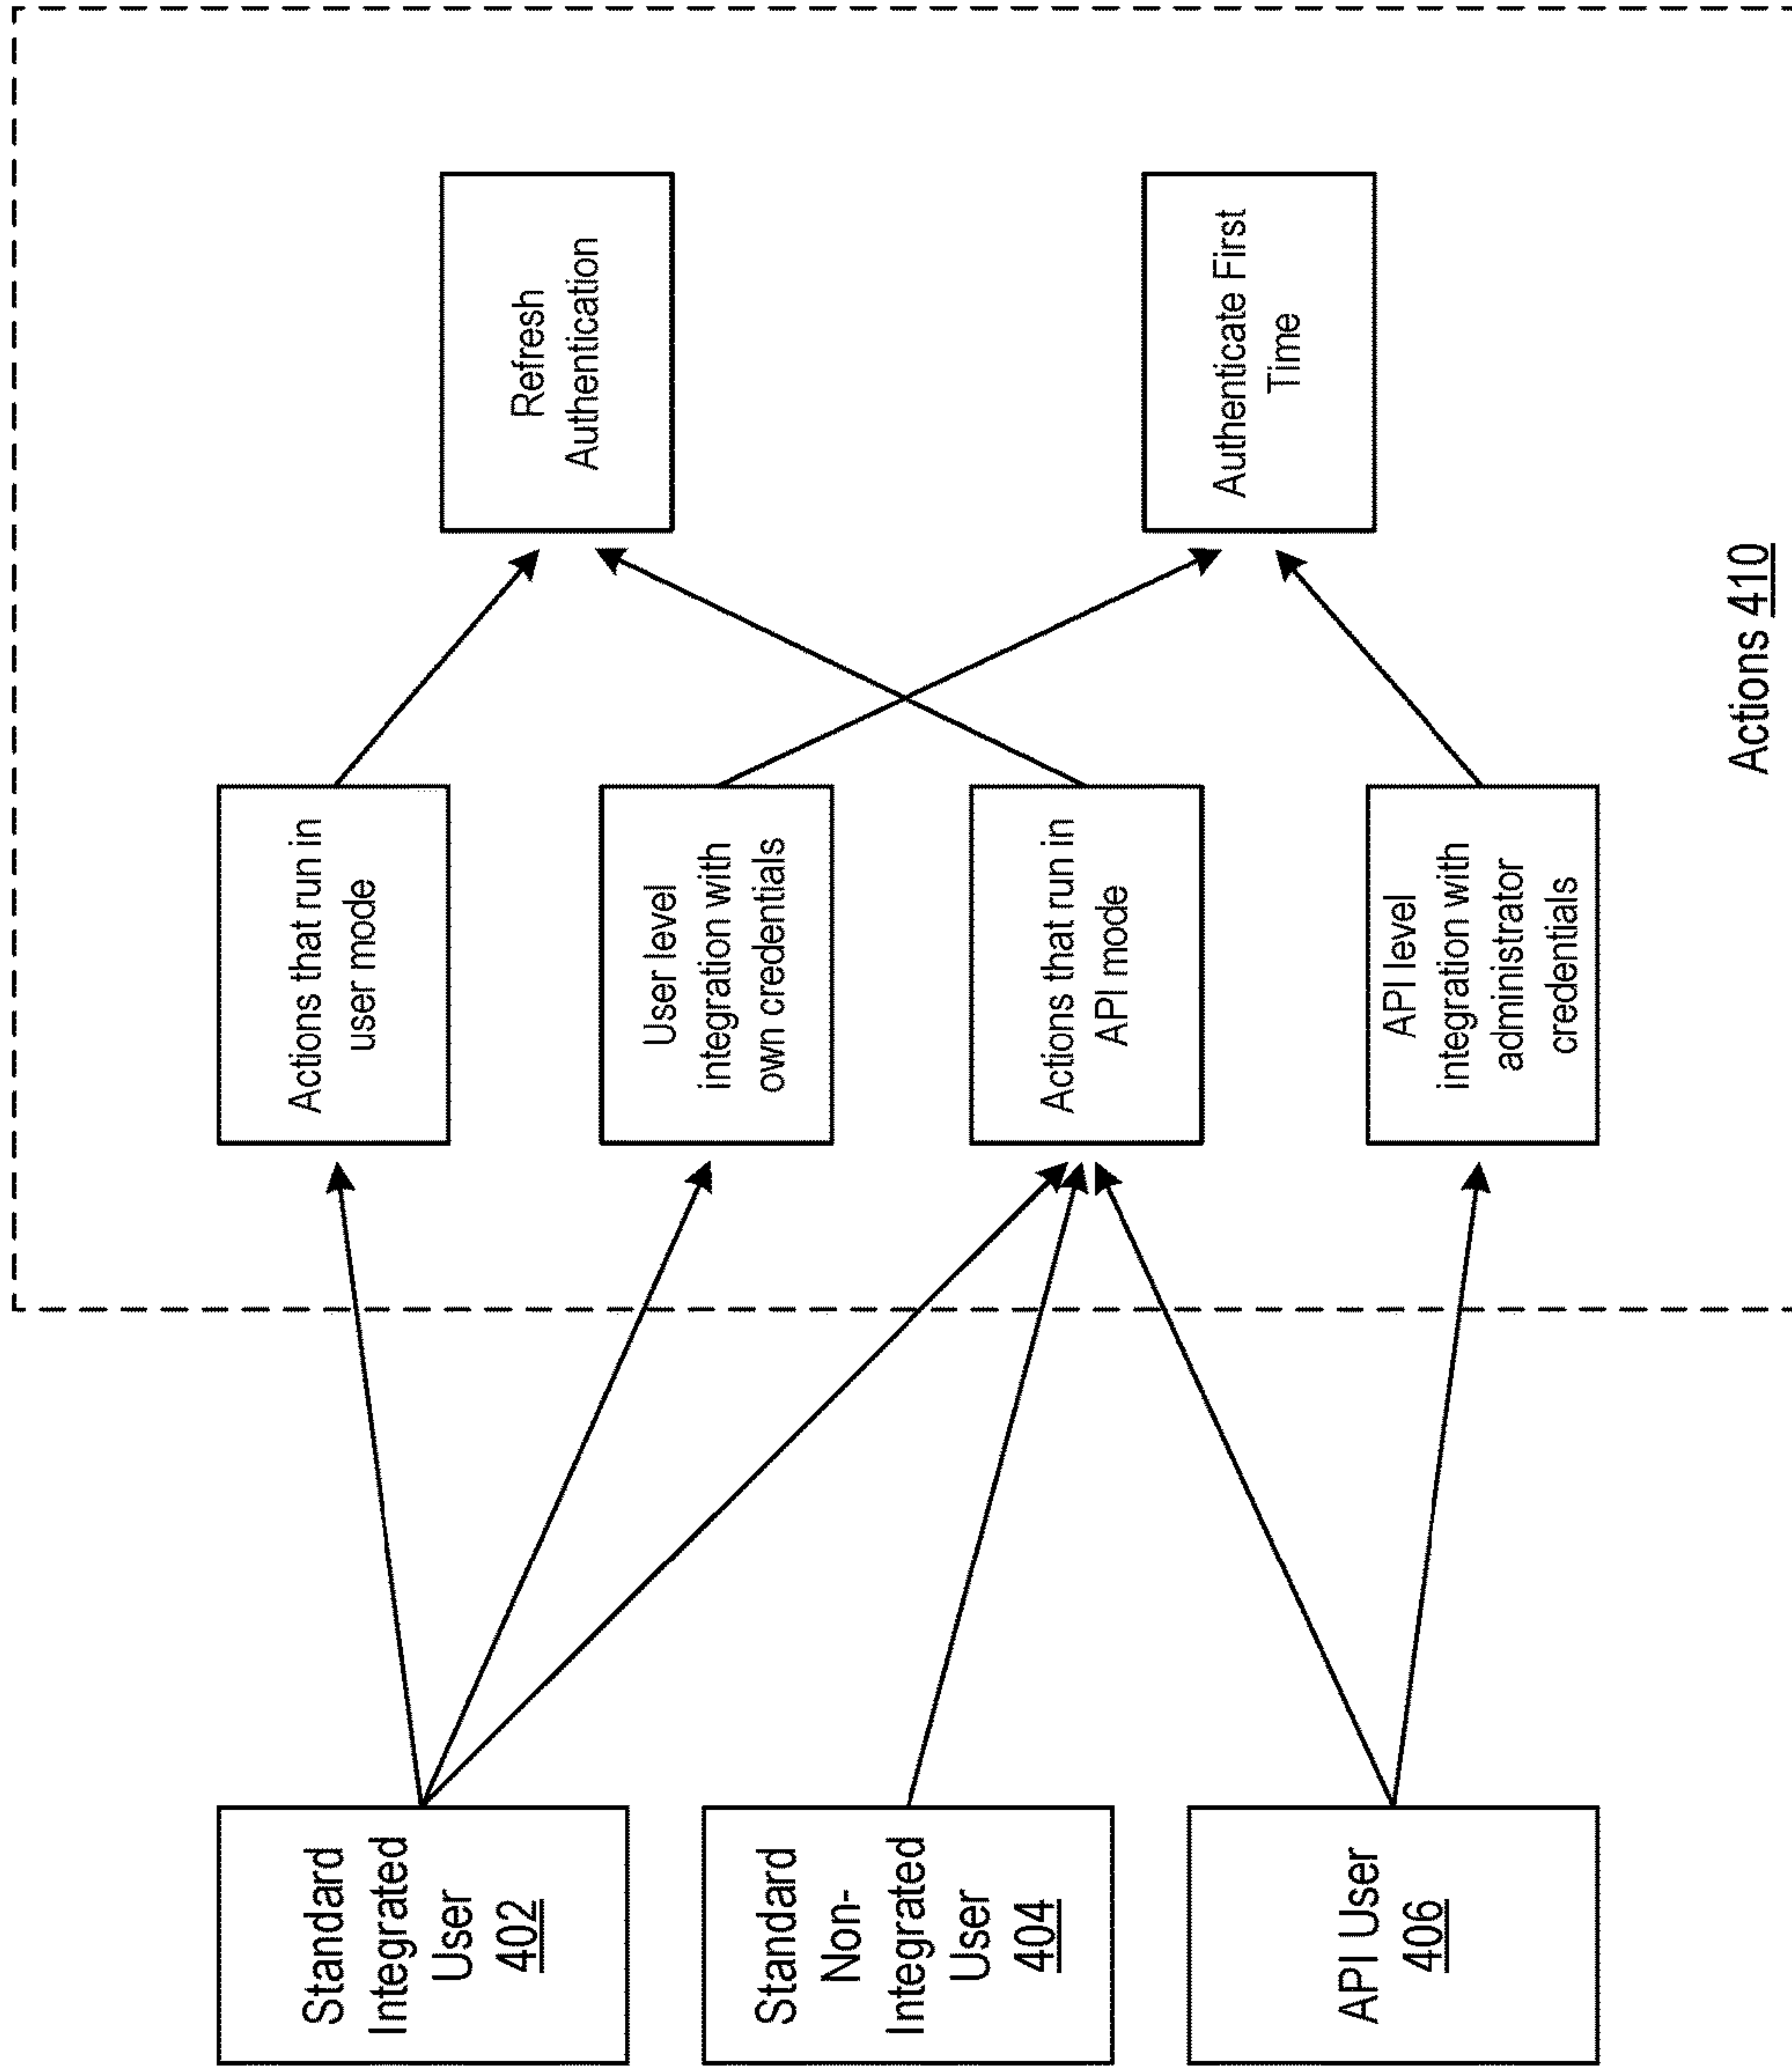 Standard
Integrated
User
402
Standard
Non-
Integrated
User
404
API User
406
Actions that run in
user mode
User level
integration with
own credentials
Actions that run in
API mode
API level
integration with
administrator
credentials
Refresh
Authentication
Authenticate First
Time
Actions 410